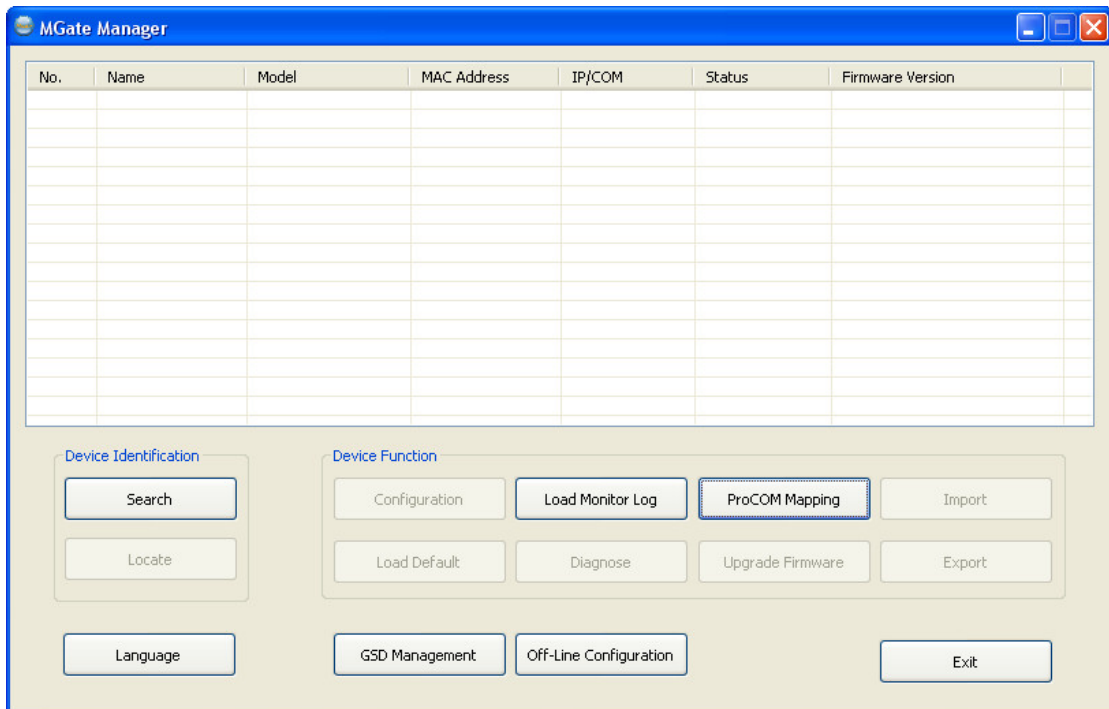 MGate Manager
No. Name Model MAC Address IP/COM Status Firmware Version
Device Identification Device Function
Search Configuration Load Monitor Log ProCOM Mapping Import
Locate Load Default Diagnose Upgrade Firmware Export
Language GSD Management Off-Line Configuration Exit